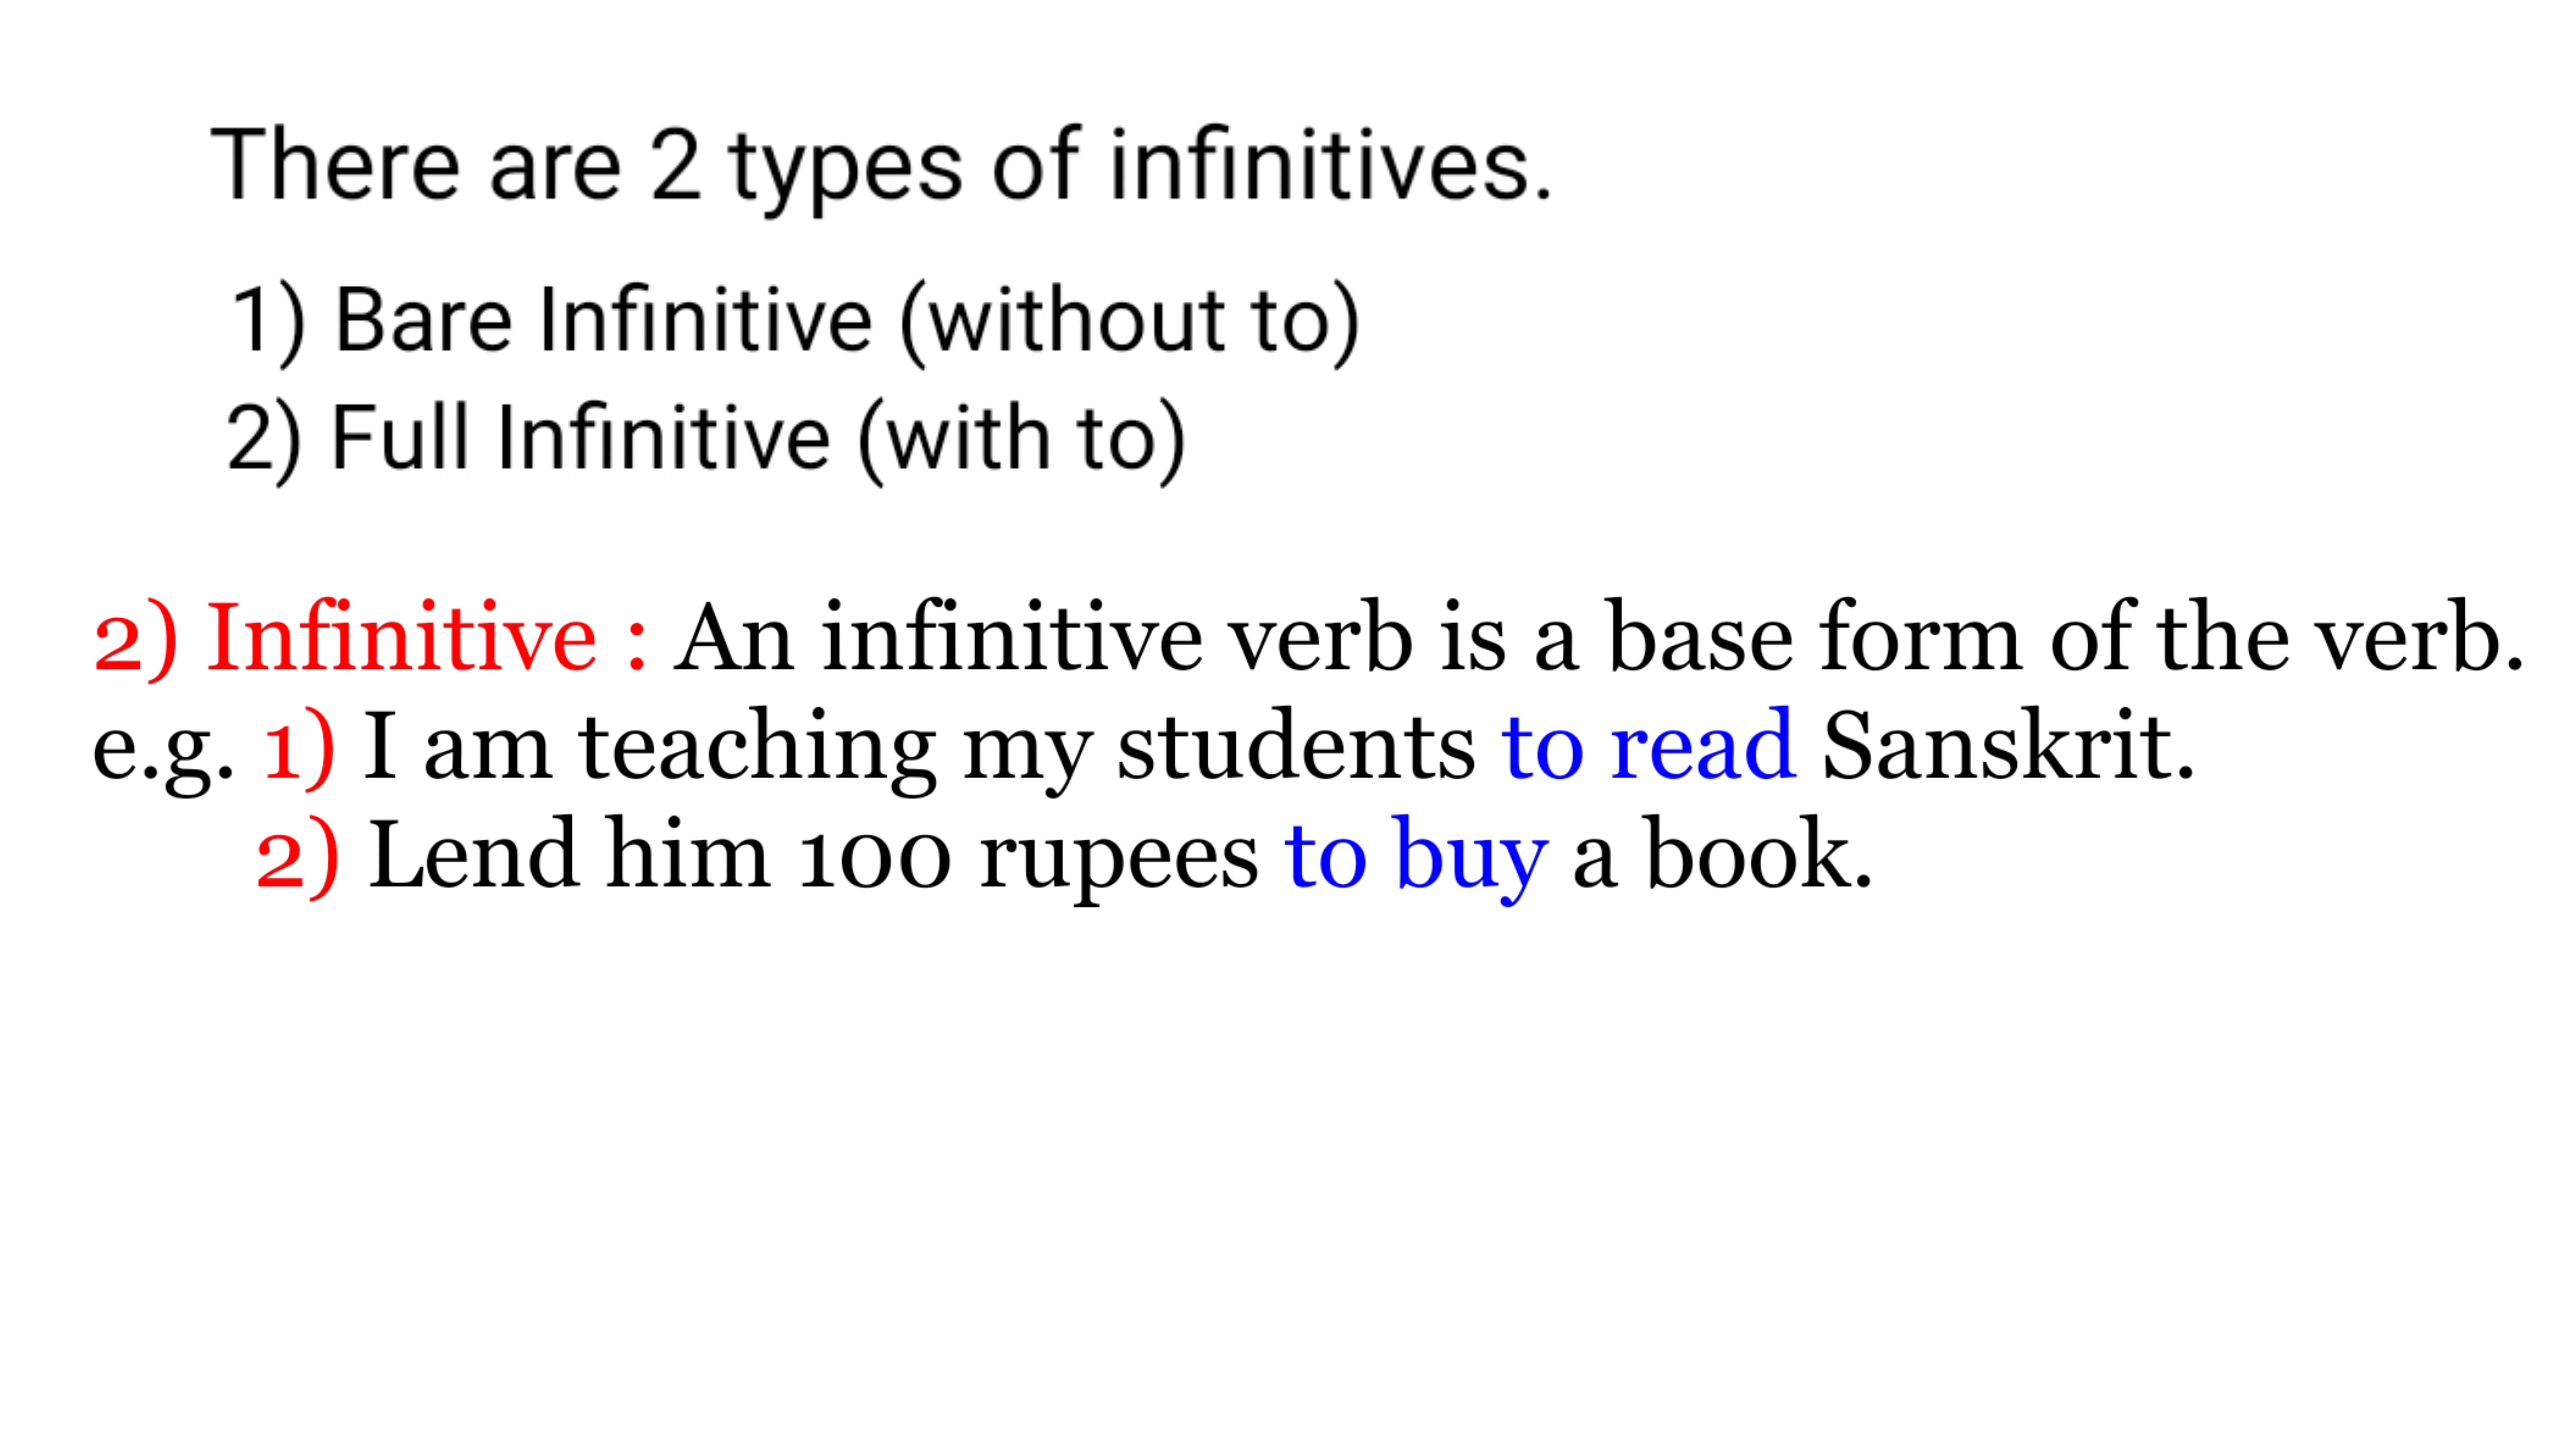 There are 2 types of infinitives.
1) Bare Infinitive (without to)
2) Full Infinitive (with to)
2) Infinitive : An infinitive verb is a base form of the verb.
e.g. 1) I am teaching my students to read Sanskrit.
2) Lend him 100 rupees to buy a book.